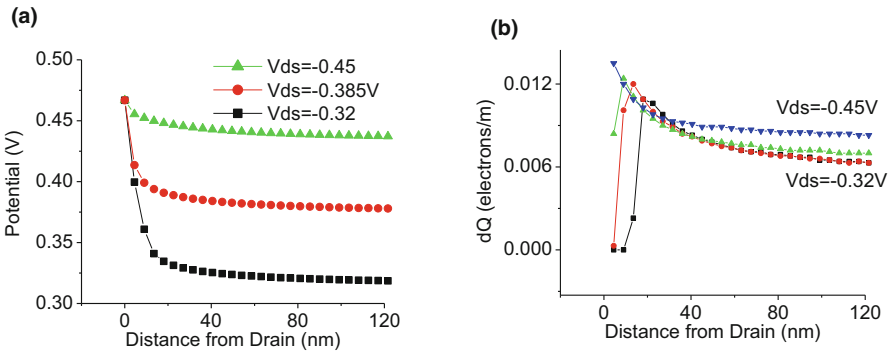 (a)
0.50
0.45
0.40
0.35
0.30
Potential (V)
Vds=-0.45
Vds=-0.385V
Vds=-0.32
0
40
80
120
Distance from Drain (nm)
(b)
0.012
0.006
0.000
dQ (electrons/m)
Vds=-0.45V
Vds=-0.32V
0
40
80
120
Distance from Drain (nm)